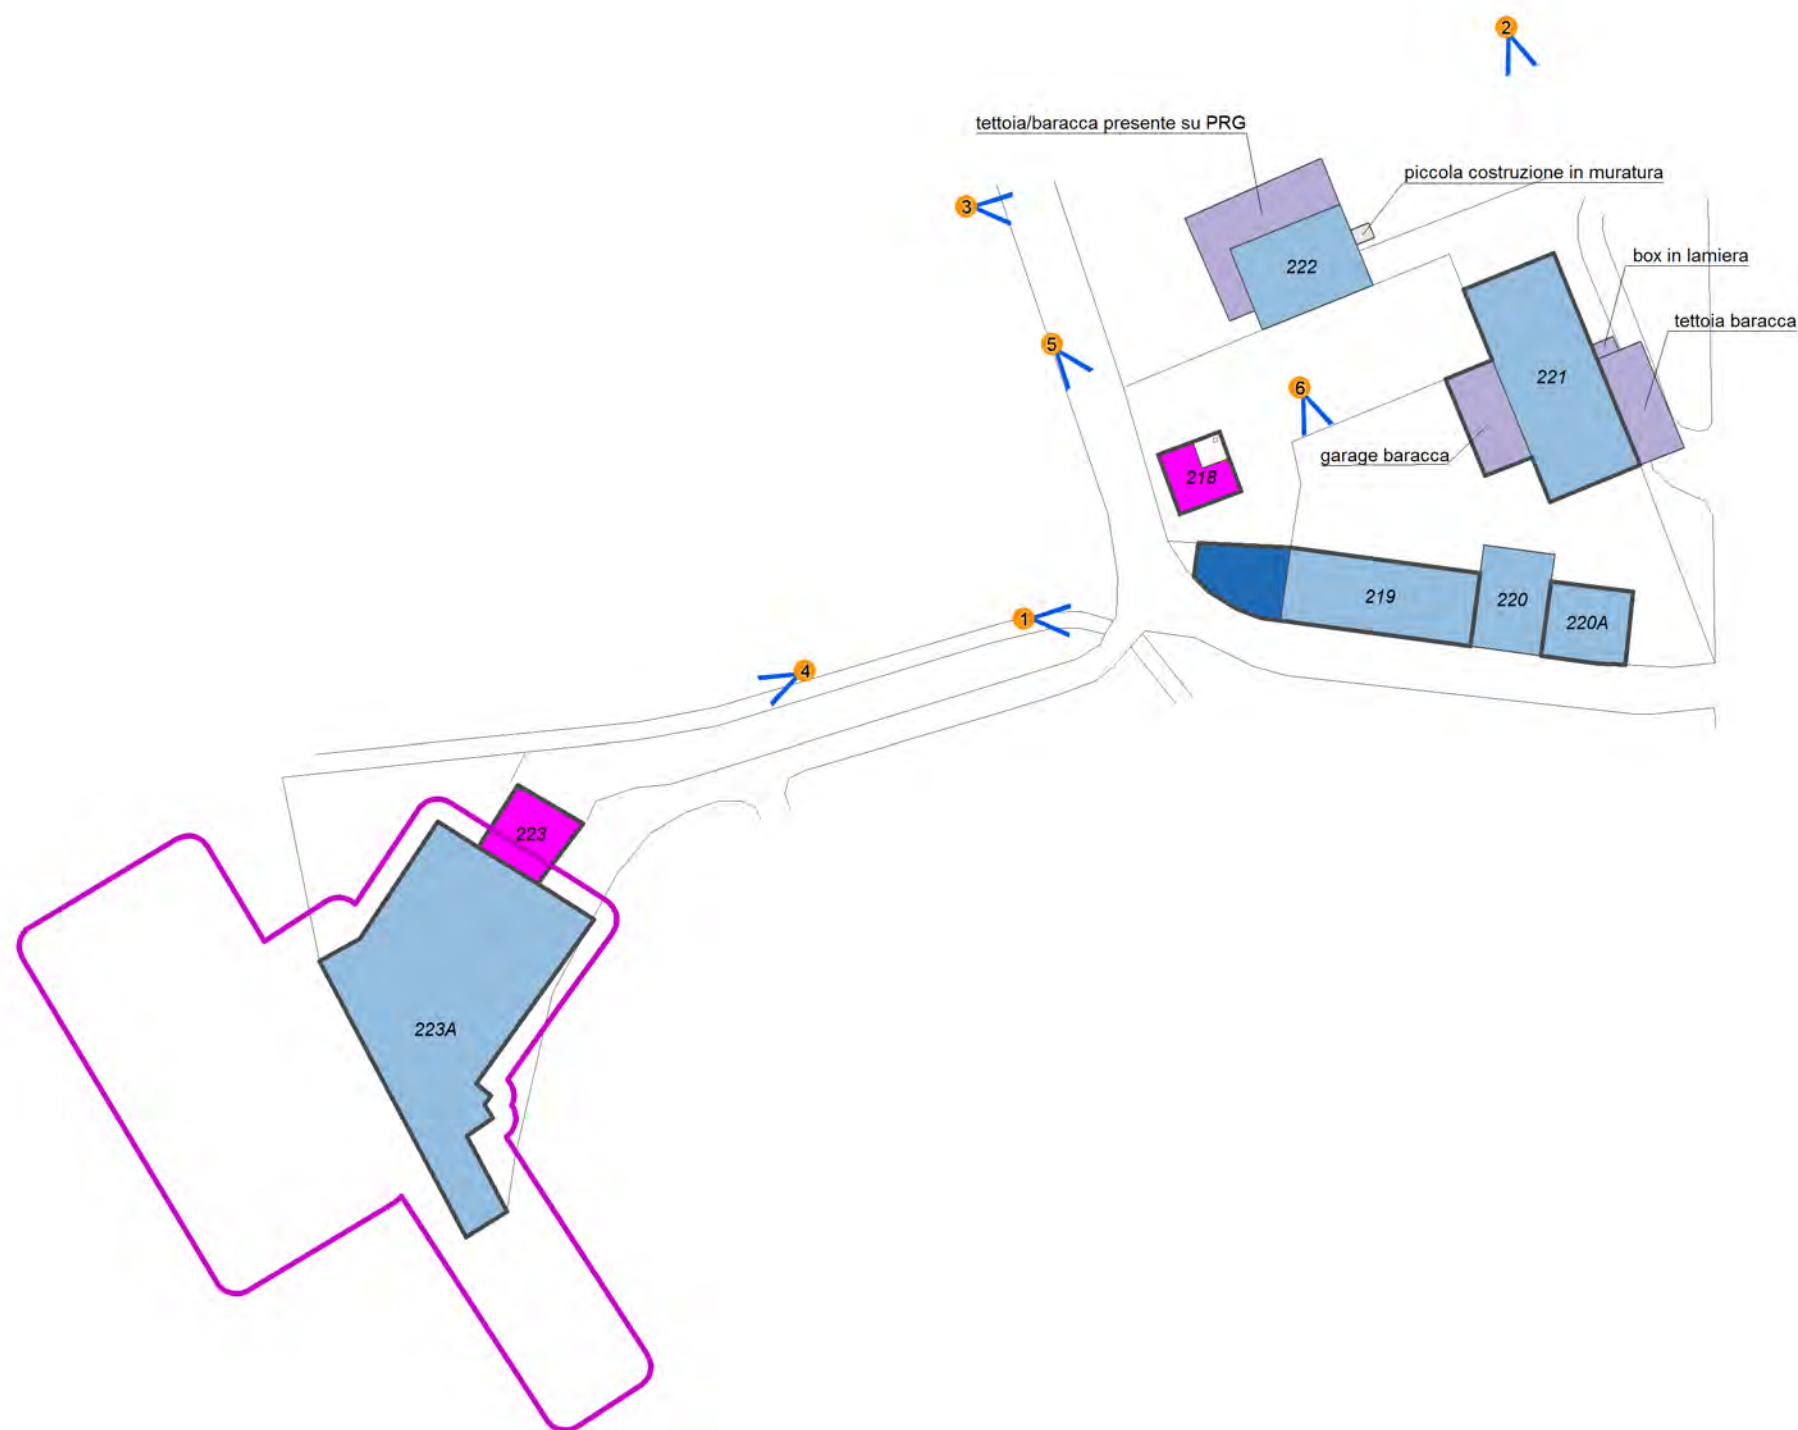 2
tettoia/baracca presente su PRG
piccola costruzione in muratura
3
box in lamiera
222
tettoia baracca
5
221
6
garage baracca
218
219
220
220A
1
4
223
223A